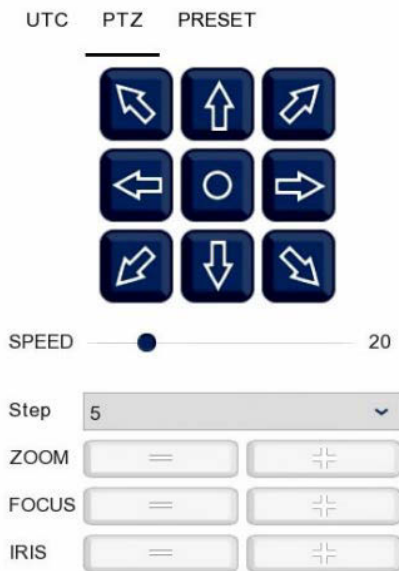 UTC PTZ PRESET
SPEED 20
Step 5
ZOOM
FOCUS
IRIS